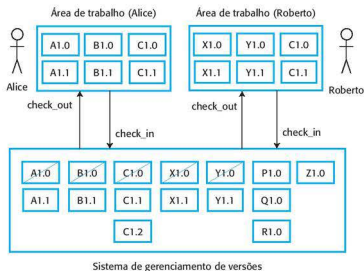 Área de trabalho (Alice) Área de trabalho (Roberto)
A1.0 B1.0 C1.0 X1.0 Y1.0 C1.0
A1.1 B1.1 C1.1 X1.1 Y1.1 C1.1
Alice Roberto
check_out check_out
check_in check_in
A1.0 B1.0 C1.0 X1.0 Y1.0 P1.0 Z1.0
A1.1 B1.1 C1.1 X1.1 Y1.1 Q1.0
C1.2 R1.0
Sistema de gerenciamento de versões